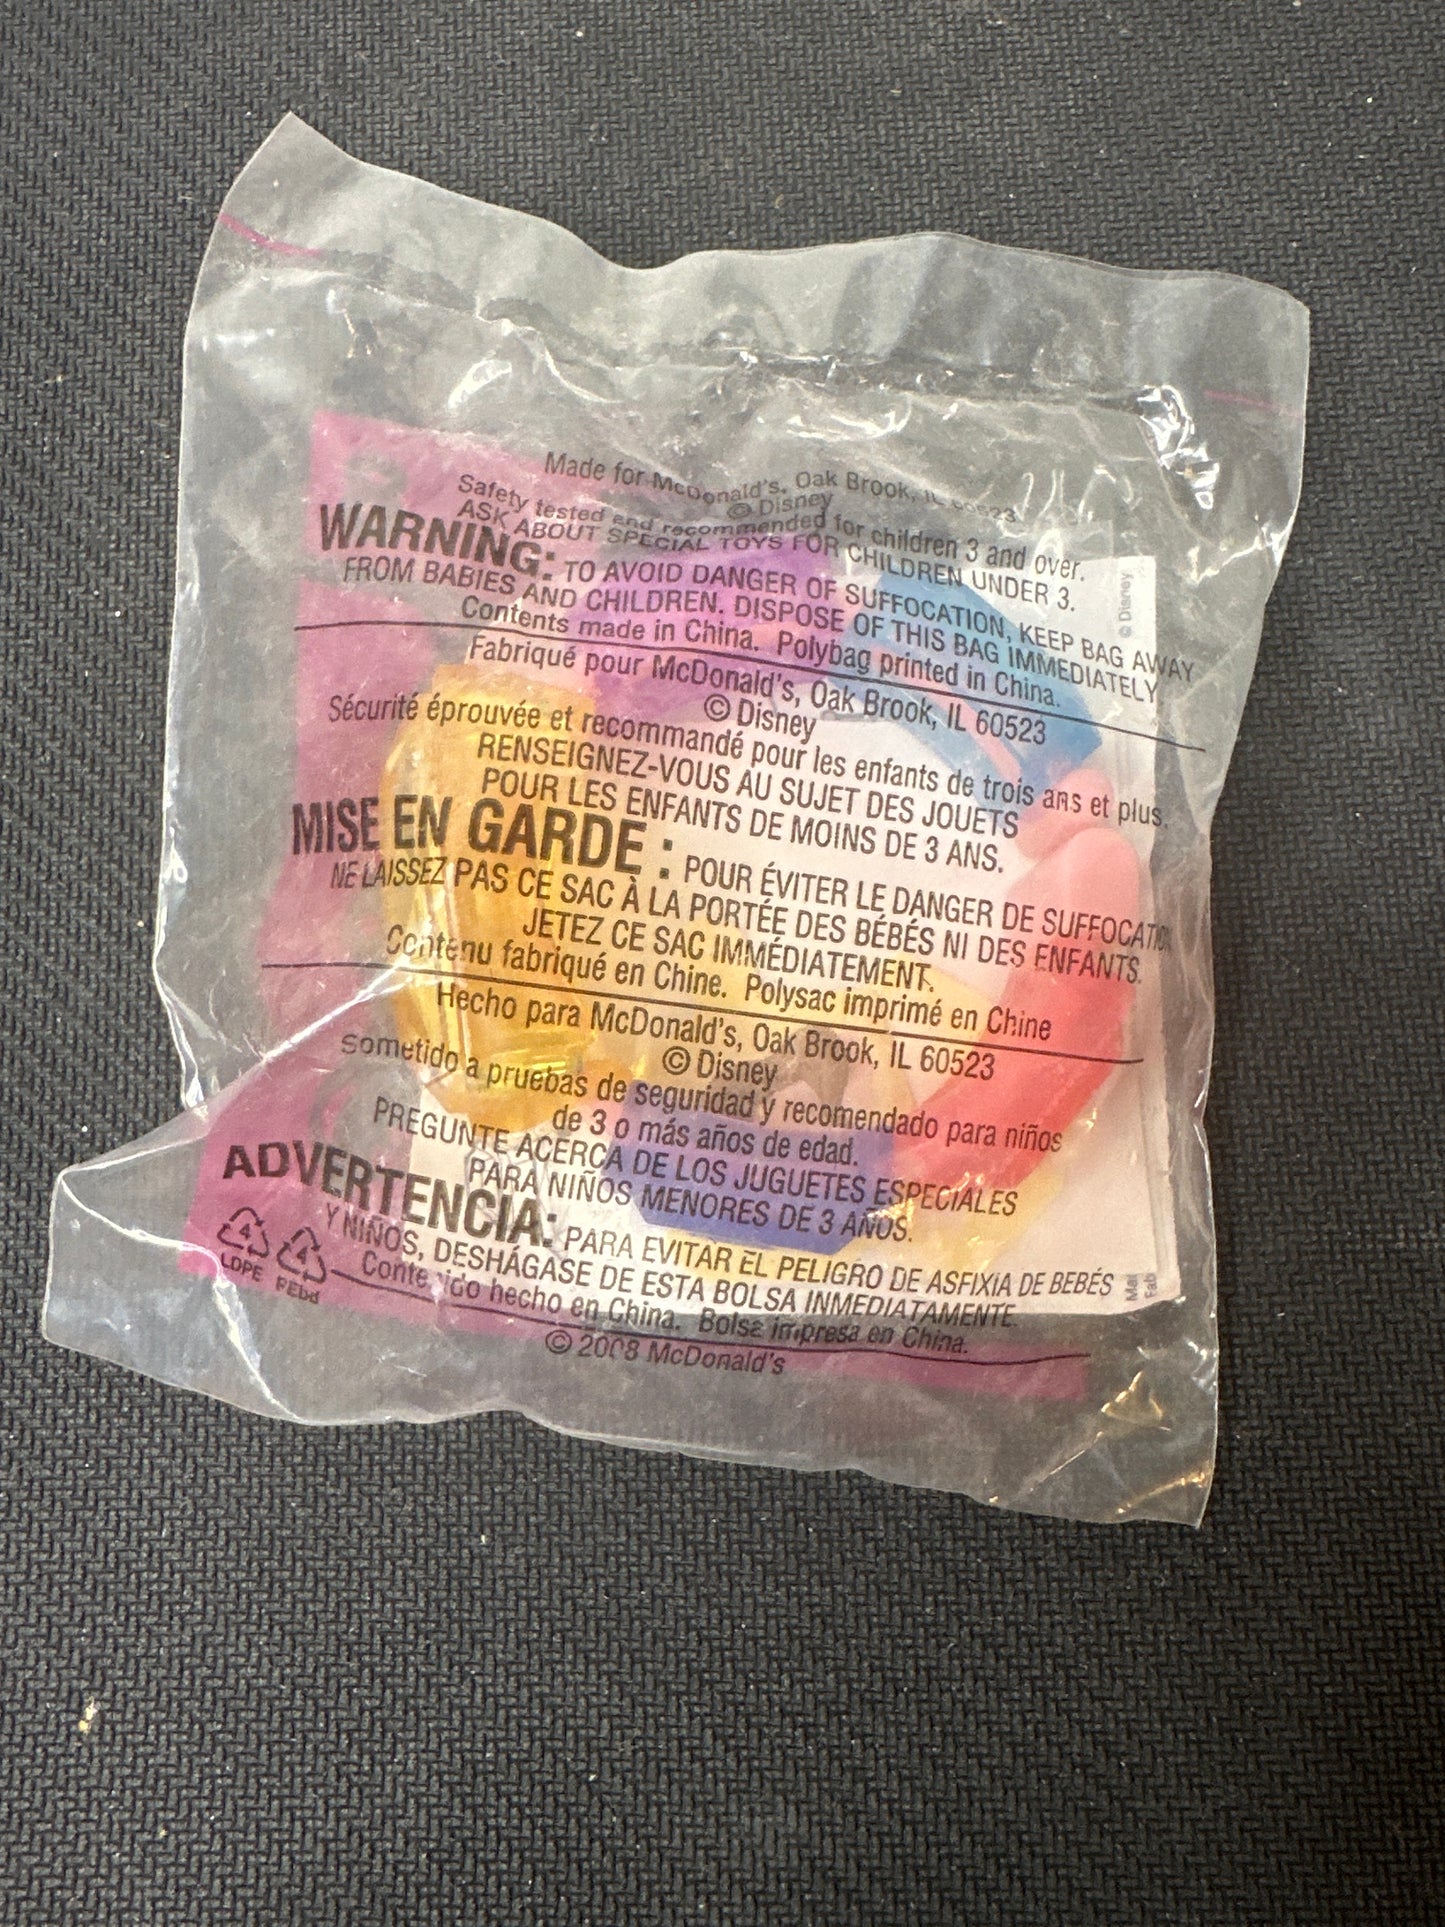 Made for McDonald's, Oak Brook, IL 60523
© Disney
Safety tested and recommended for children 3 and over.
ASK ABOUT SPECIAL TOYS FOR CHILDREN UNDER 3.
WARNING: TO AVOID DANGER OF SUFFOCATION, KEEP BAG AWAY
FROM BABIES AND CHILDREN. DISPOSE OF THIS BAG IMMEDIATELY.
Contents made in China. Polybag printed in China.
Fabriqué pour McDonald's, Oak Brook, IL 60523
© Disney
Sécurité éprouvée et recommandé pour les enfants de trois ans et plus.
RENSEIGNEZ-VOUS AU SUJET DES JOUETS
POUR LES ENFANTS DE MOINS DE 3 ANS.
MISE EN GARDE : POUR ÉVITER LE DANGER DE SUFFOCATION
NE LAISSEZ PAS CE SAC À LA PORTÉE DES BÉBÉS NI DES ENFANTS.
JETEZ CE SAC IMMÉDIATEMENT.
Contenu fabriqué en Chine. Polysac imprimé en Chine
Hecho para McDonald's, Oak Brook, IL 60523
© Disney
Sometido a pruebas de seguridad y recomendado para niños
de 3 o más años de edad.
PREGUNTE ACERCA DE LOS JUGUETES ESPECIALES
PARA NIÑOS MENORES DE 3 AÑOS.
ADVERTENCIA: PARA EVITAR EL PELIGRO DE ASFIXIA DE BEBÉS
Y NIÑOS, DESHÁGASE DE ESTA BOLSA INMEDIATAMENTE.
Contenido hecho en China. Bolsa impresa en China.
© 2008 McDonald's
4
LDPE
4
PEbd
© Disney